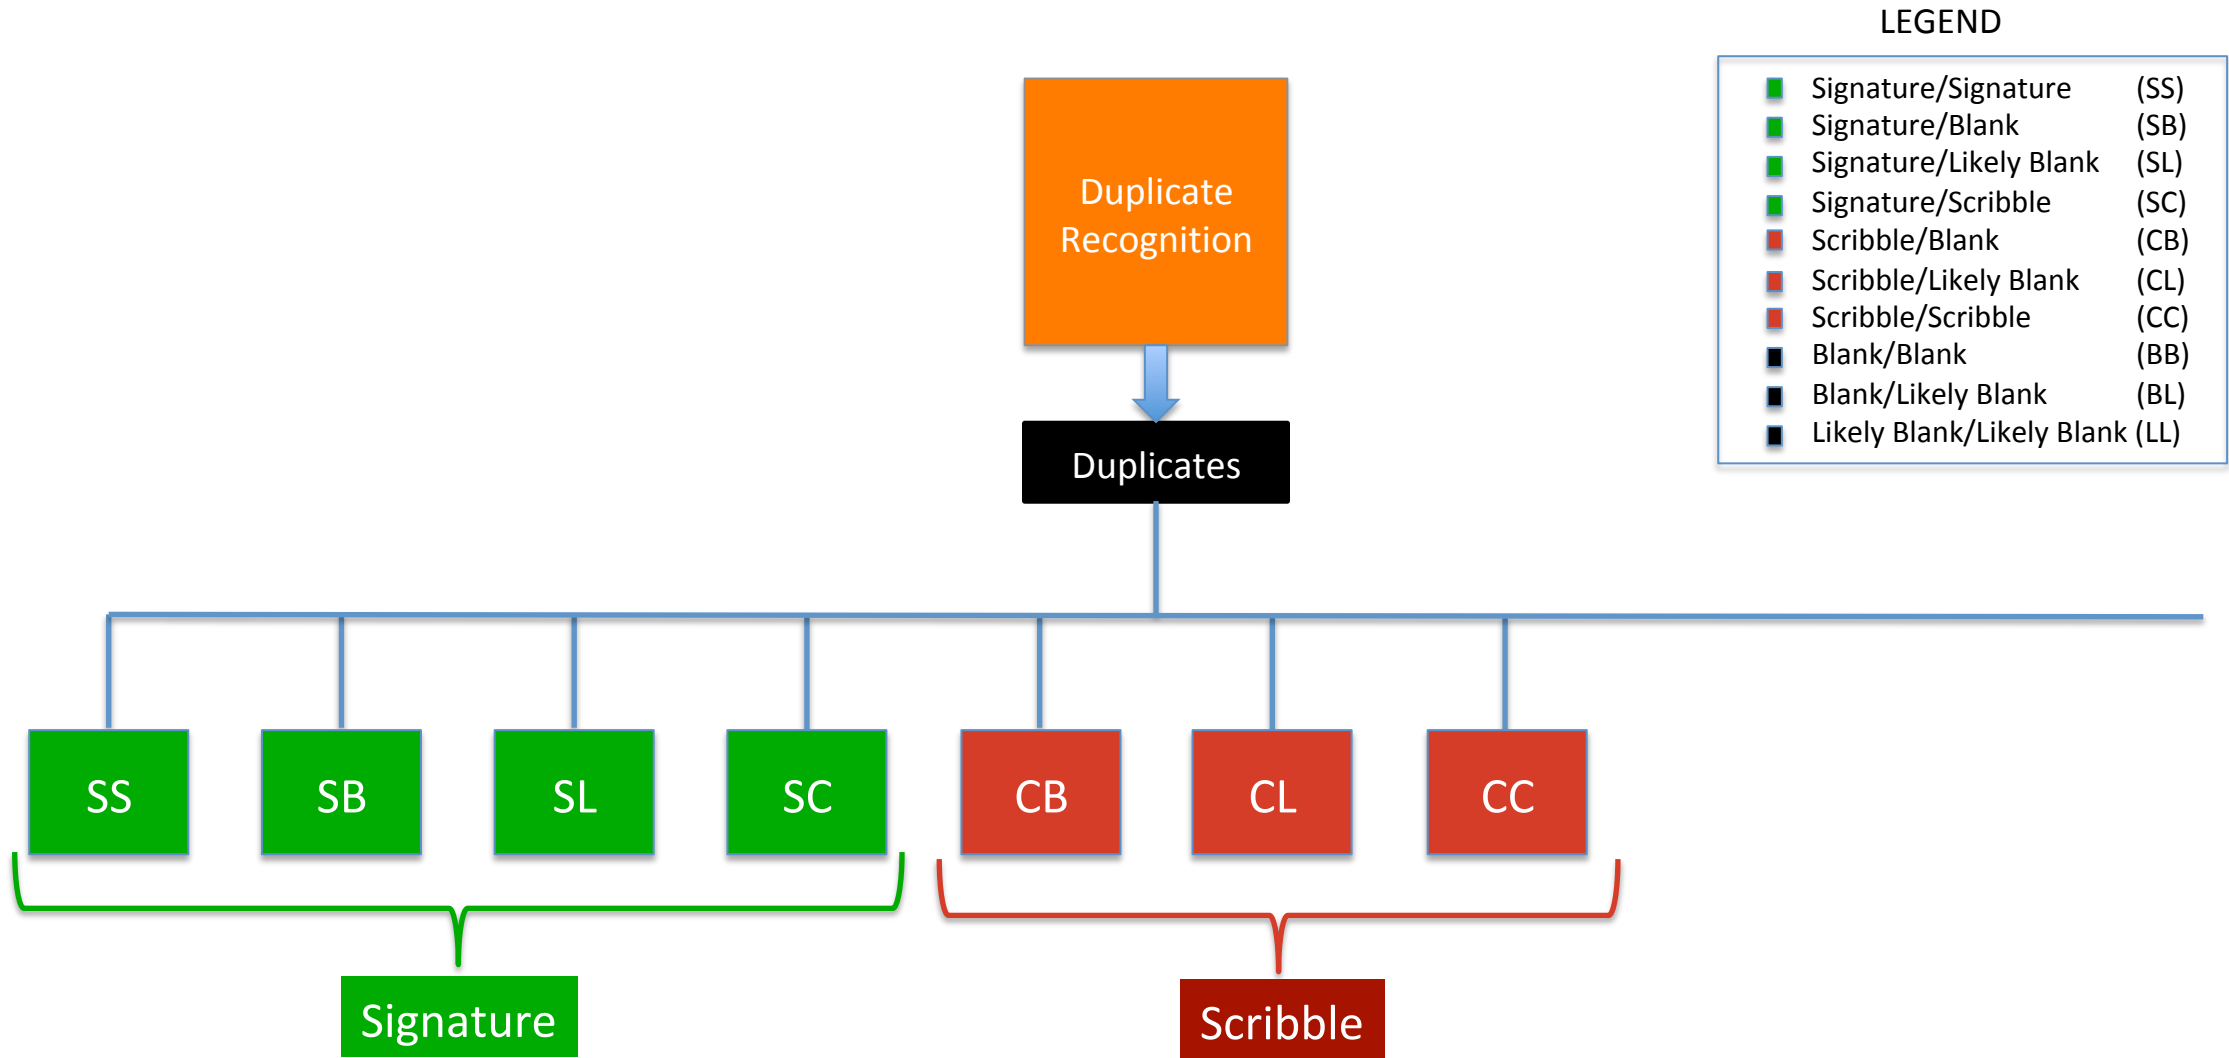 LEGEND
Signature/Signature (SS)
Signature/Blank (SB)
Signature/Likely Blank (SL)
Signature/Scribble (SC)
Scribble/Blank (CB)
Scribble/Likely Blank (CL)
Scribble/Scribble (CC)
Blank/Blank (BB)
Blank/Likely Blank (BL)
Likely Blank/Likely Blank (LL)
Duplicate
Recognition
Duplicates
SS
SB
SL
SC
CB
CL
CC
Signature
Scribble